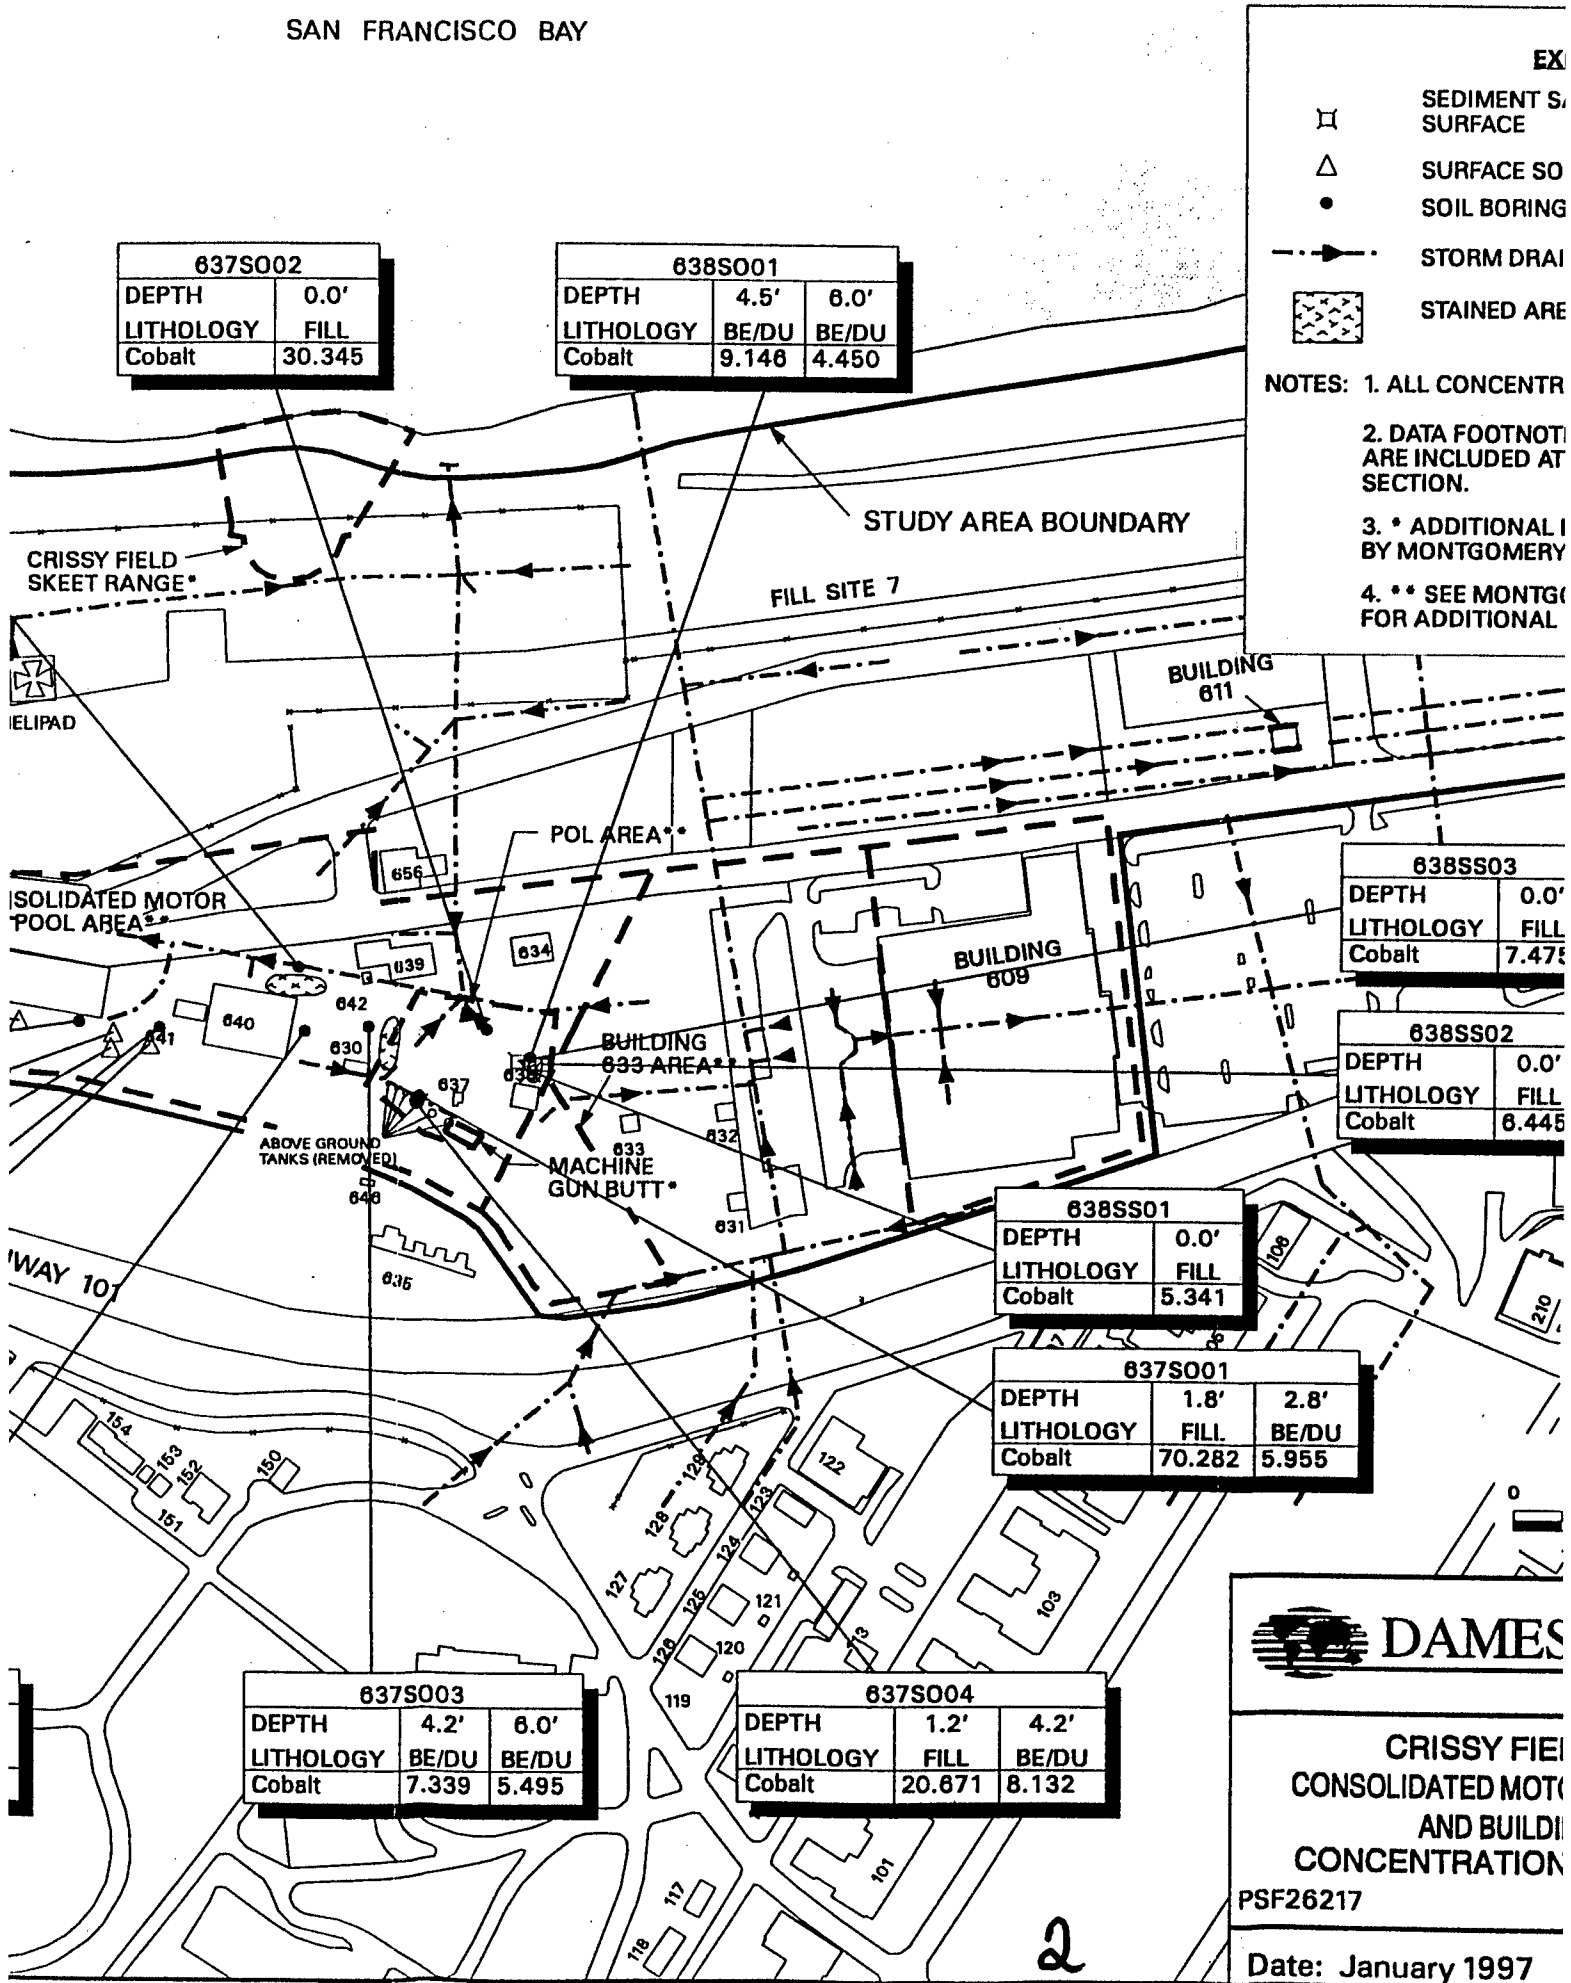 SAN FRANCISCO BAY
EX
SEDIMENT SA
SURFACE
SURFACE SO
SOIL BORING
STORM DRAI
STAINED ARE
NOTES: 1. ALL CONCENTR
2. DATA FOOTNOT
ARE INCLUDED AT
SECTION.
3. * ADDITIONAL
BY MONTGOMERY
4. ** SEE MONTG
FOR ADDITIONAL
637SO02
DEPTH 0.0'
LITHOLOGY FILL
Cobalt 30.345
638SO01
DEPTH 4.5' 6.0'
LITHOLOGY BE/DU BE/DU
Cobalt 9.146 4.450
STUDY AREA BOUNDARY
CRISSY FIELD
SKEET RANGE*
FILL SITE 7
ELIPAD
BUILDING
611
POL AREA**
656
SOLIDATED MOTOR
POOL AREA**
639
634
642
640
641
630
BUILDING
609
BUILDING
633 AREA**
637
638
632
633
ABOVE GROUND
TANKS (REMOVED)
646
MACHINE
GUN BUTT*
631
635
WAY 101
638SS03
DEPTH 0.0'
LITHOLOGY FILL
Cobalt 7.475
638SS02
DEPTH 0.0'
LITHOLOGY FILL
Cobalt 6.445
638SS01
DEPTH 0.0'
LITHOLOGY FILL
Cobalt 5.341
108
210
637SO01
DEPTH 1.8' 2.8'
LITHOLOGY FILL BE/DU
Cobalt 70.282 5.955
154
153
152
150
151
129
122
123
128
124
127
125
121
126
120
103
113
119
0
637SO03
DEPTH 4.2' 6.0'
LITHOLOGY BE/DU BE/DU
Cobalt 7.339 5.495
637SO04
DEPTH 1.2' 4.2'
LITHOLOGY FILL BE/DU
Cobalt 20.671 8.132
101
117
118
2
DAMES
CRISSY FIE
CONSOLIDATED MOT
AND BUILDI
CONCENTRATION
PSF26217
Date: January 1997